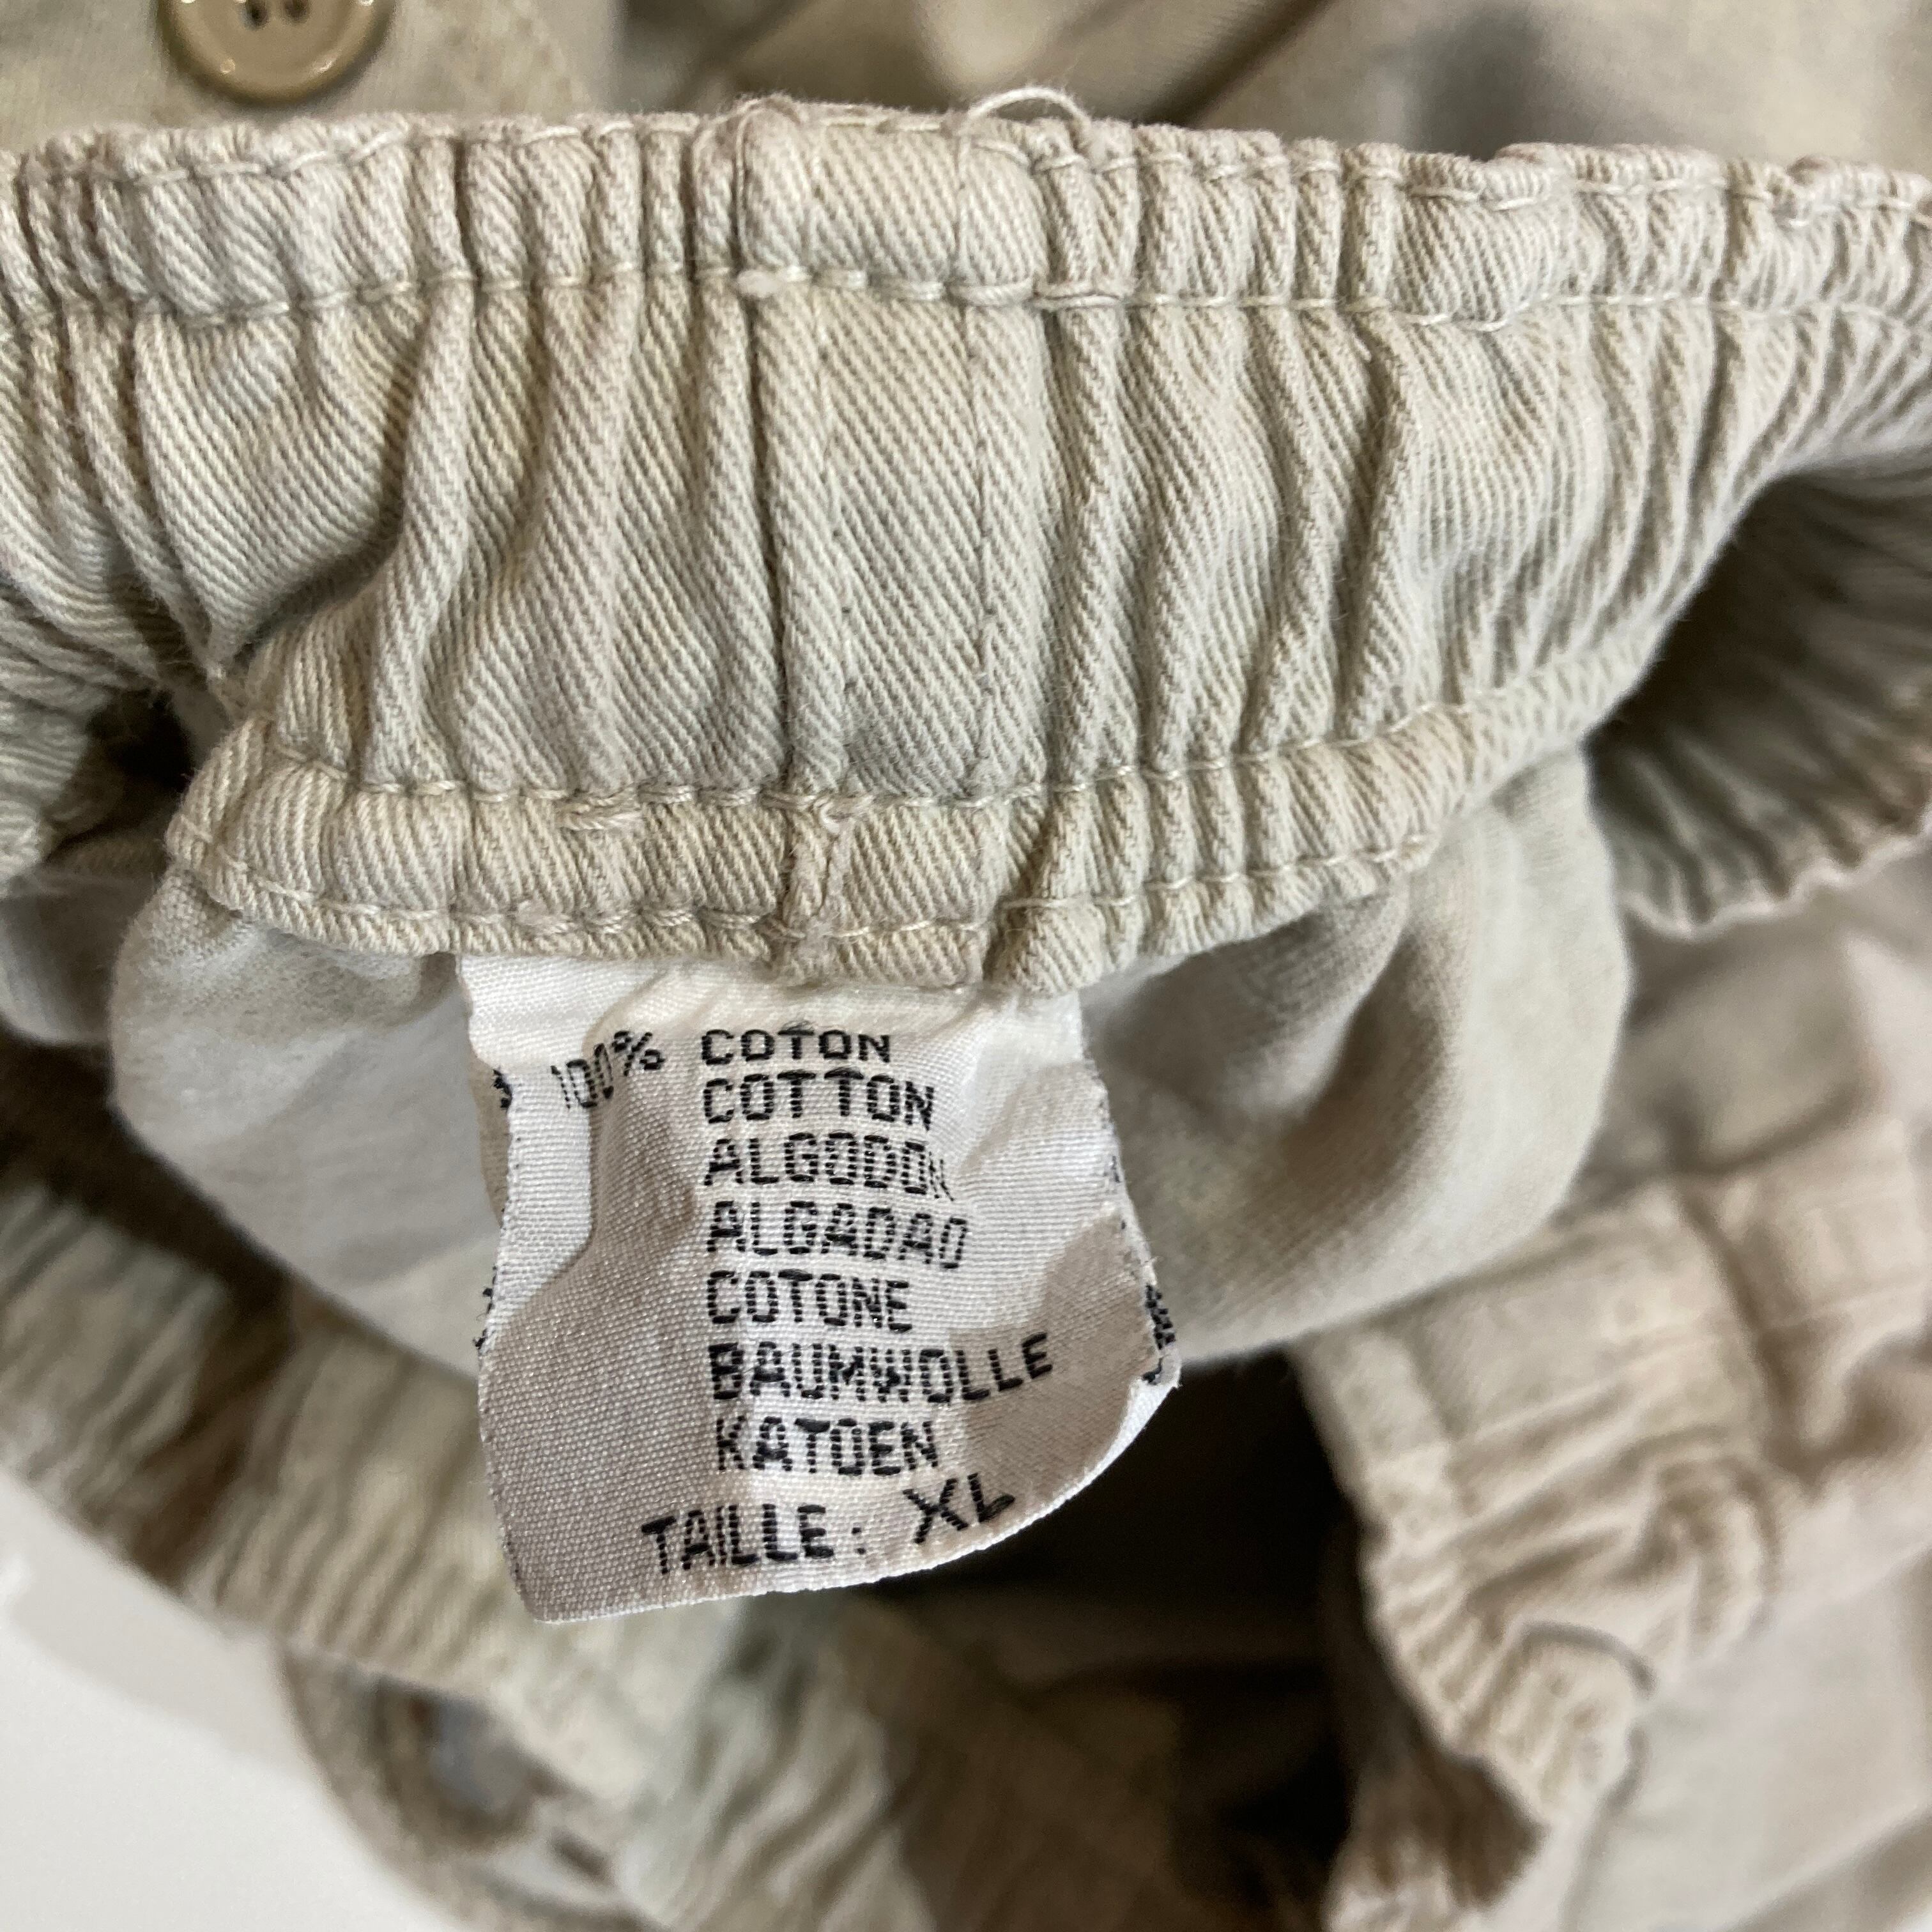 100% COTON
COTTON
ALGODON
ALGADAO
COTONE
BAUMWOLLE
KATOEN
TAILLE: XL